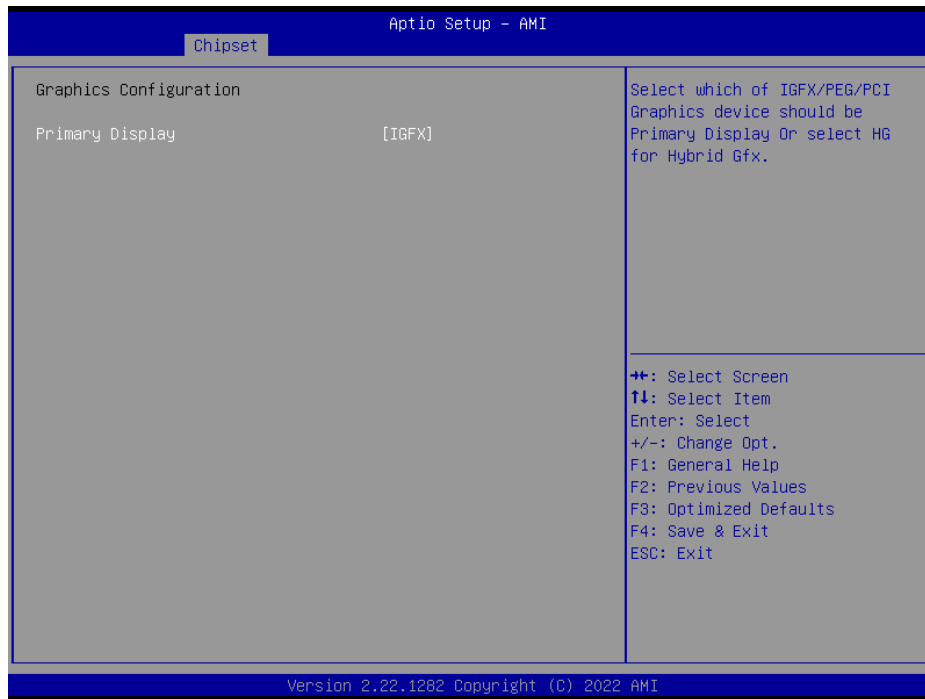 Aptio Setup – AMI
Chipset
Graphics Configuration
Primary Display [IGFX]
Select which of IGFX/PEG/PCI
Graphics device should be
Primary Display Or select HG
for Hybrid Gfx.
→←: Select Screen
↑↓: Select Item
Enter: Select
+/-: Change Opt.
F1: General Help
F2: Previous Values
F3: Optimized Defaults
F4: Save & Exit
ESC: Exit
Version 2.22.1282 Copyright (C) 2022 AMI